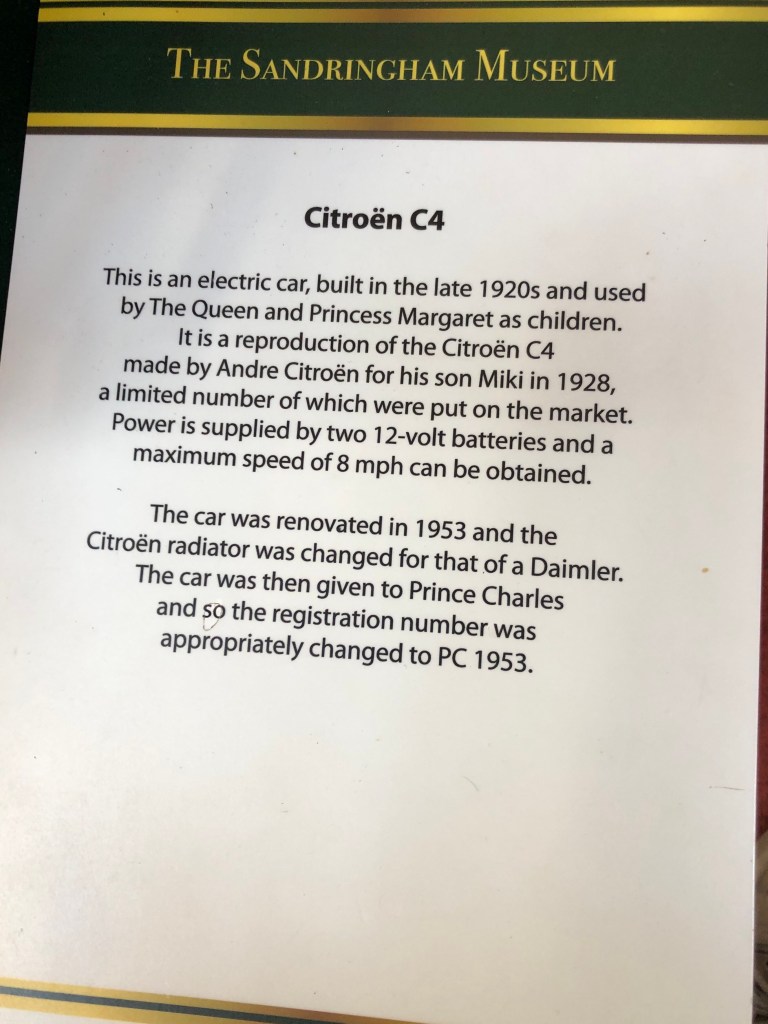 THE SANDRINGHAM MUSEUM
Citroën C4
This is an electric car, built in the late 1920s and used
by The Queen and Princess Margaret as children.
It is a reproduction of the Citroën C4
made by Andre Citroën for his son Miki in 1928,
a limited number of which were put on the market.
Power is supplied by two 12-volt batteries and a
maximum speed of 8 mph can be obtained.
The car was renovated in 1953 and the
Citroën radiator was changed for that of a Daimler.
The car was then given to Prince Charles
and so the registration number was
appropriately changed to PC 1953.